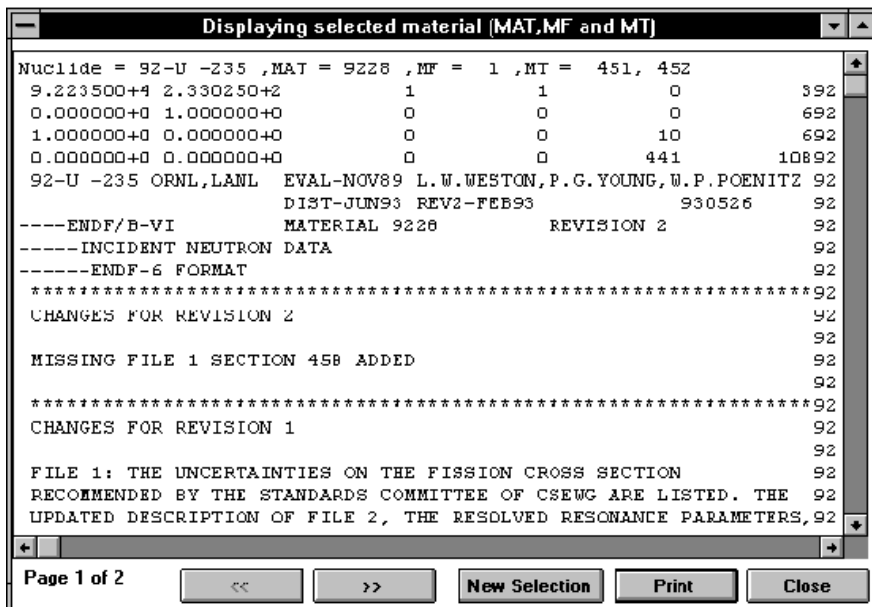 Displaying selected material (MAT,MF and MT)
Nuclide = 92-U -235 ,MAT = 9228 ,MF =  1 ,MT =  451, 452
9.223500+4 2.330250+2 1 1 0 392
0.000000+0 1.000000+0 0 0 0 692
1.000000+0 0.000000+0 0 0 10 692
0.000000+0 0.000000+0 0 0 441 10892
92-U -235 ORNL,LANL EVAL-NOV89 L.W.WESTON,P.G.YOUNG,W.P.POENITZ 92
DIST-JUN93 REV2-FEB93 930526 92
----ENDF/B-VI MATERIAL 9228 REVISION 2 92
-----INCIDENT NEUTRON DATA 92
------ENDF-6 FORMAT 92
*****************************************************************92
CHANGES FOR REVISION 2 92
92
MISSING FILE 1 SECTION 458 ADDED 92
92
*****************************************************************92
CHANGES FOR REVISION 1 92
92
FILE 1: THE UNCERTAINTIES ON THE FISSION CROSS SECTION 92
RECOMMENDED BY THE STANDARDS COMMITTEE OF CSEWG ARE LISTED. THE 92
UPDATED DESCRIPTION OF FILE 2, THE RESOLVED RESONANCE PARAMETERS,92
Page 1 of 2 << >> New Selection Print Close